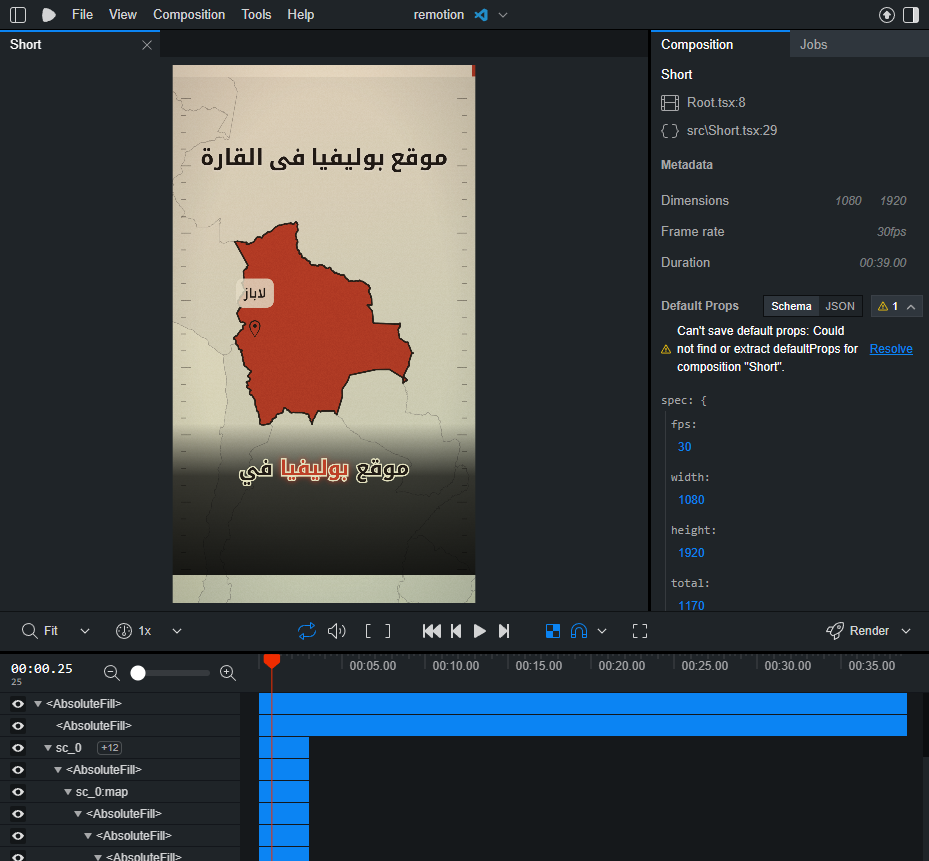 File View Composition Tools Help
remotion
Short
Composition
Jobs
Short
Root.tsx:8
src\Short.tsx:29
Metadata
Dimensions 1080 1920
Frame rate 30fps
Duration 00:39.00
Default Props Schema JSON 1
Can't save default props: Could
not find or extract defaultProps for
composition "Short".
Resolve
spec: {
fps:
30
width:
1080
height:
1920
total:
1170
موقع بوليفيا فى القارة
لاباز
موقع بوليفيا في
Fit
1x
[ ]
Render
00:00.25
25
00:05.00 00:10.00 00:15.00 00:20.00 00:25.00 00:30.00 00:35.00
<AbsoluteFill>
<AbsoluteFill>
sc_0 +12
<AbsoluteFill>
sc_0:map
<AbsoluteFill>
<AbsoluteFill>
<AbsoluteFill>